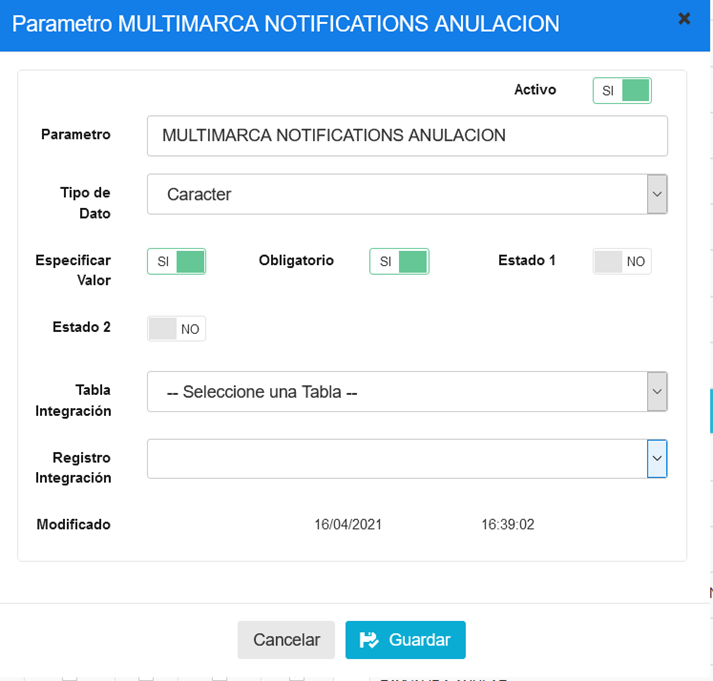 Parametro MULTIMARCA NOTIFICATIONS ANULACION
Activo SI
Parametro MULTIMARCA NOTIFICATIONS ANULACION
Tipo de
Dato
Caracter
Especificar
Valor
SI
Obligatorio SI
Estado 1 NO
Estado 2 NO
Tabla
Integración
-- Seleccione una Tabla --
Registro
Integración
Modificado 16/04/2021 16:39:02
Cancelar Guardar